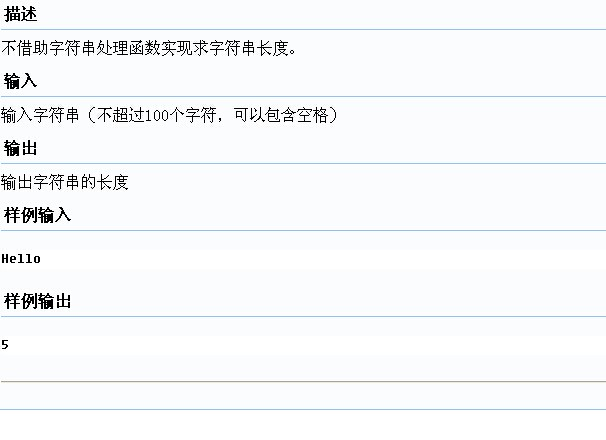 描述
不借助字符串处理函数实现求字符串长度。
输入
输入字符串（不超过100个字符，可以包含空格）
输出
输出字符串的长度
样例输入
Hello
样例输出
5